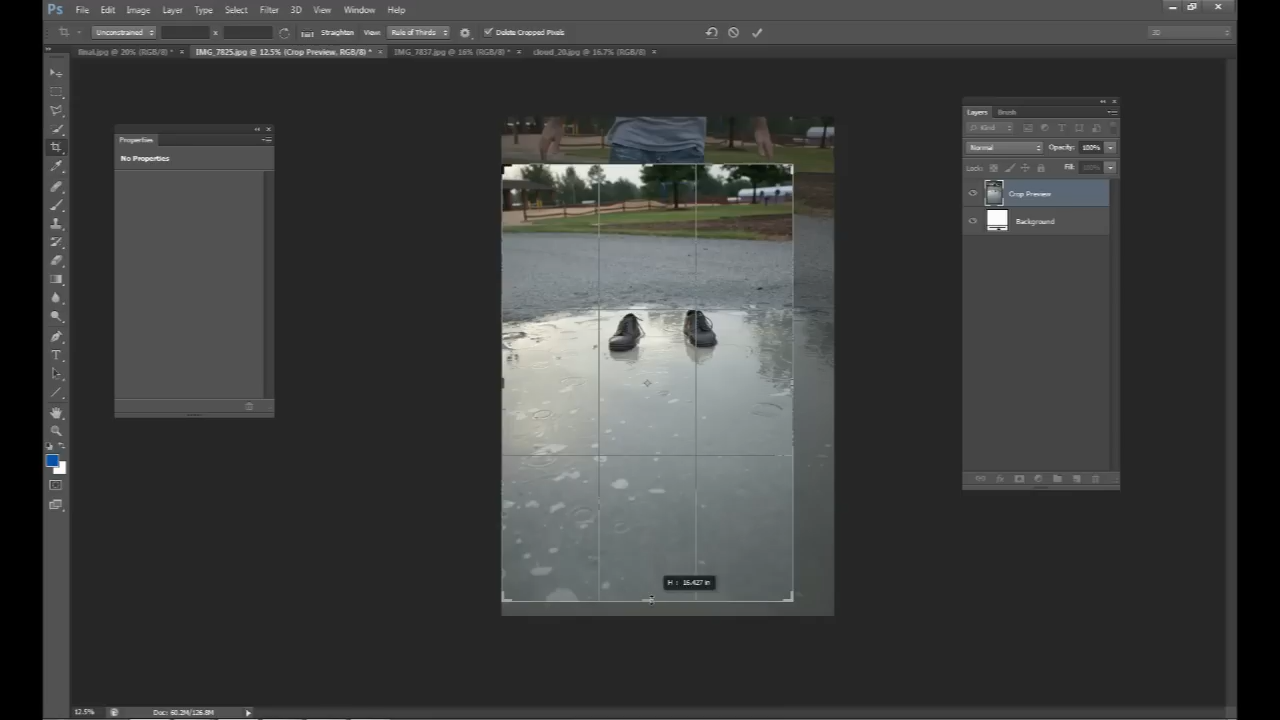 Ps File Edit Image Layer Type Select Filter 3D View Window Help
Unconstrained x Straighten View: Rule of Thirds Delete Cropped Pixels
final.jpg @ 20% (RGB/8) * × IMG_7825.jpg @ 12.5% (Crop Preview, RGB/8) * × IMG_7837.jpg @ 16% (RGB/8) * × cloud_20.jpg @ 16.7% (RGB/8) ×
Properties
No Properties
Layers Brush
Kind
Normal Opacity: 100%
Lock: Fill: 100%
Crop Preview
Background
H : 16.427 in
12.5% Doc: 60.2M/126.8M